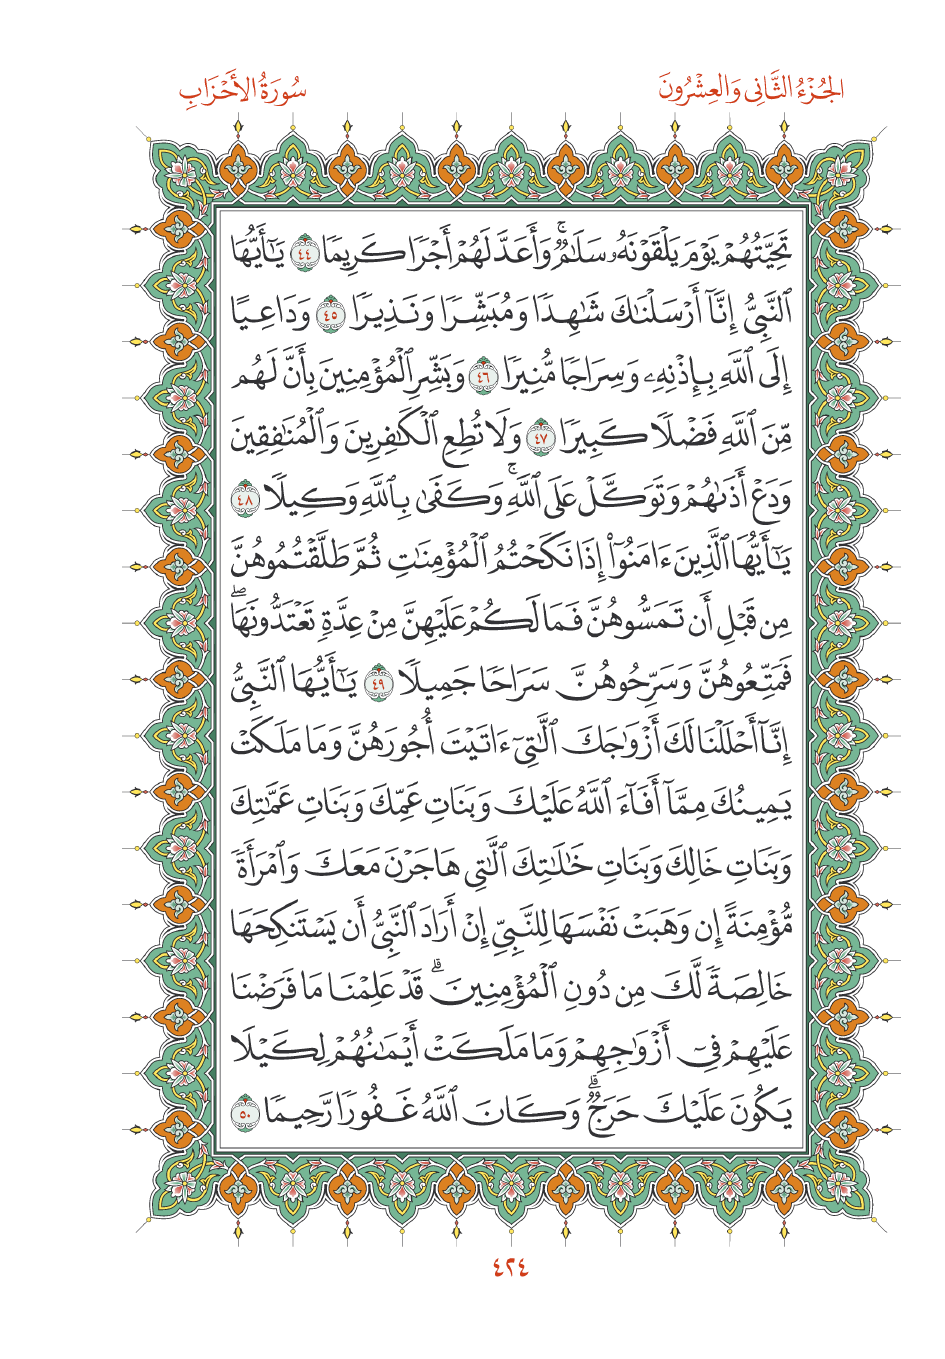 الجُزْءُ الثَّانِي وَالعِشْرُونَ
سُورَةُ الأَحْزَابِ
تَحِيَّتُهُمْ يَوْمَ يَلْقَوْنَهُۥ سَلَٰمٌۚ وَأَعَدَّ لَهُمْ أَجْرٗا كَرِيمٗا ٤٤ يَٰٓأَيُّهَا
ٱلنَّبِيُّ إِنَّآ أَرْسَلْنَٰكَ شَٰهِدٗا وَمُبَشِّرٗا وَنَذِيرٗا ٤٥ وَدَاعِيًا
إِلَى ٱللَّهِ بِإِذْنِهِۦ وَسِرَاجٗا مُّنِيرٗا ٤٦ وَبَشِّرِ ٱلْمُؤْمِنِينَ بِأَنَّ لَهُم
مِّنَ ٱللَّهِ فَضْلٗا كَبِيرٗا ٤٧ وَلَا تُطِعِ ٱلْكَٰفِرِينَ وَٱلْمُنَٰفِقِينَ
وَدَعْ أَذَىٰهُمْ وَتَوَكَّلْ عَلَى ٱللَّهِۚ وَكَفَىٰ بِٱللَّهِ وَكِيلٗا ٤٨
يَٰٓأَيُّهَا ٱلَّذِينَ ءَامَنُوٓاْ إِذَا نَكَحْتُمُ ٱلْمُؤْمِنَٰتِ ثُمَّ طَلَّقْتُمُوهُنَّ
مِن قَبْلِ أَن تَمَسُّوهُنَّ فَمَا لَكُمْ عَلَيْهِنَّ مِنْ عِدَّةٖ تَعْتَدُّونَهَاۖ
فَمَتِّعُوهُنَّ وَسَرِّحُوهُنَّ سَرَاحٗا جَمِيلٗا ٤٩ يَٰٓأَيُّهَا ٱلنَّبِيُّ
إِنَّآ أَحْلَلْنَا لَكَ أَزْوَٰجَكَ ٱلَّٰتِيٓ ءَاتَيْتَ أُجُورَهُنَّ وَمَا مَلَكَتْ
يَمِينُكَ مِمَّآ أَفَآءَ ٱللَّهُ عَلَيْكَ وَبَنَاتِ عَمِّكَ وَبَنَاتِ عَمَّٰتِكَ
وَبَنَاتِ خَالِكَ وَبَنَاتِ خَٰلَٰتِكَ ٱلَّٰتِي هَاجَرْنَ مَعَكَ وَٱمْرَأَةٗ
مُّؤْمِنَةً إِن وَهَبَتْ نَفْسَهَا لِلنَّبِيِّ إِنْ أَرَادَ ٱلنَّبِيُّ أَن يَسْتَنكِحَهَا
خَالِصَةٗ لَّكَ مِن دُونِ ٱلْمُؤْمِنِينَۗ قَدْ عَلِمْنَا مَا فَرَضْنَا
عَلَيْهِمْ فِيٓ أَزْوَٰجِهِمْ وَمَا مَلَكَتْ أَيْمَٰنُهُمْ لِكَيْلَا
يَكُونَ عَلَيْكَ حَرَجٞۗ وَكَانَ ٱللَّهُ غَفُورٗا رَّحِيمٗا ٥٠
٤٢٤